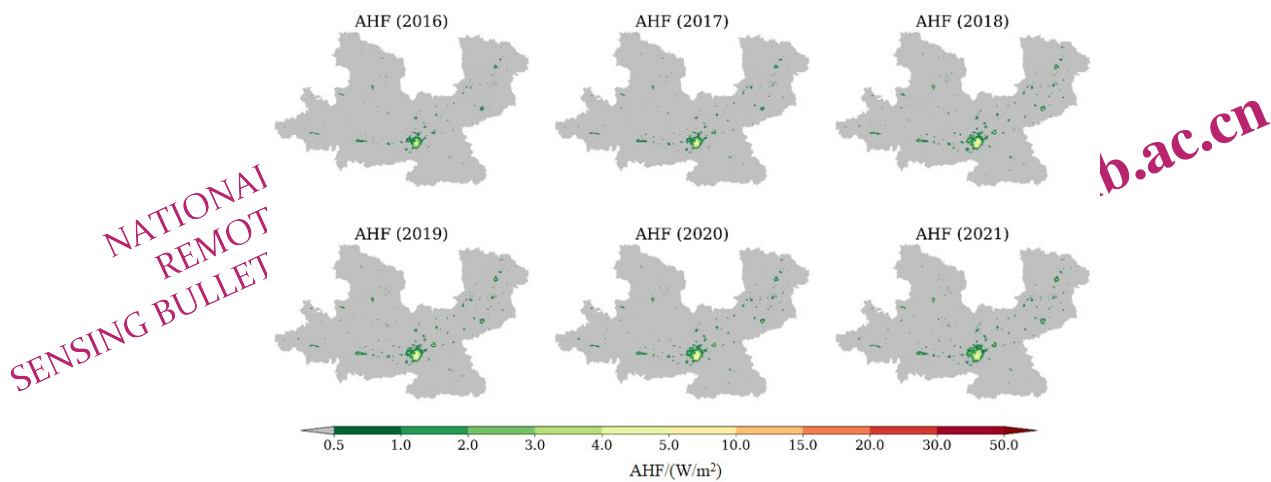 AHF (2016)
AHF (2017)
AHF (2018)
NATIONAL
REMOT
SENSING BULLET
b.ac.cn
AHF (2019)
AHF (2020)
AHF (2021)
0.5 1.0 2.0 3.0 4.0 5.0 10.0 15.0 20.0 30.0 50.0
AHF/(W/m²)